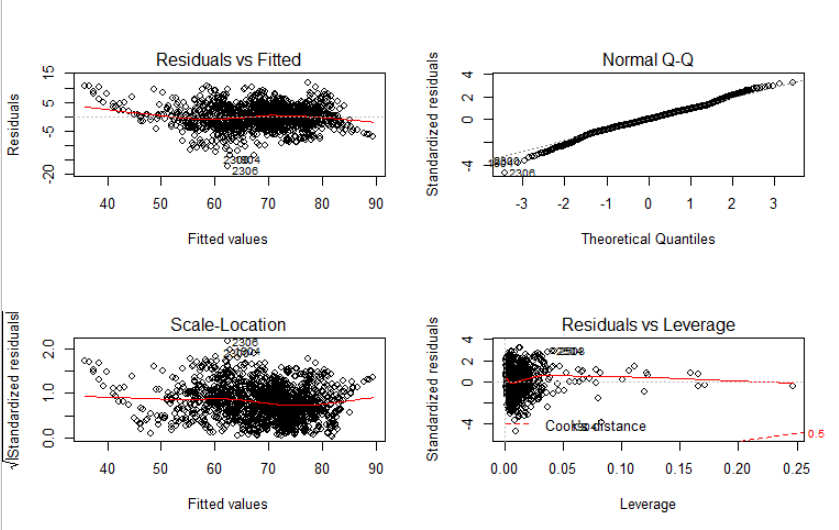 Residuals vs Fitted
Residuals
15
5
-5
-20
40 50 60 70 80 90
Fitted values
2306
Normal Q-Q
Standardized residuals
4
2
0
-4
-3 -2 -1 0 1 2 3
Theoretical Quantiles
2306
Scale-Location
√|Standardized residuals|
2.0
1.0
0.0
40 50 60 70 80 90
Fitted values
2306
Residuals vs Leverage
Standardized residuals
4
2
0
-4
0.00 0.05 0.10 0.15 0.20 0.25
Leverage
Cook's distance
0.5